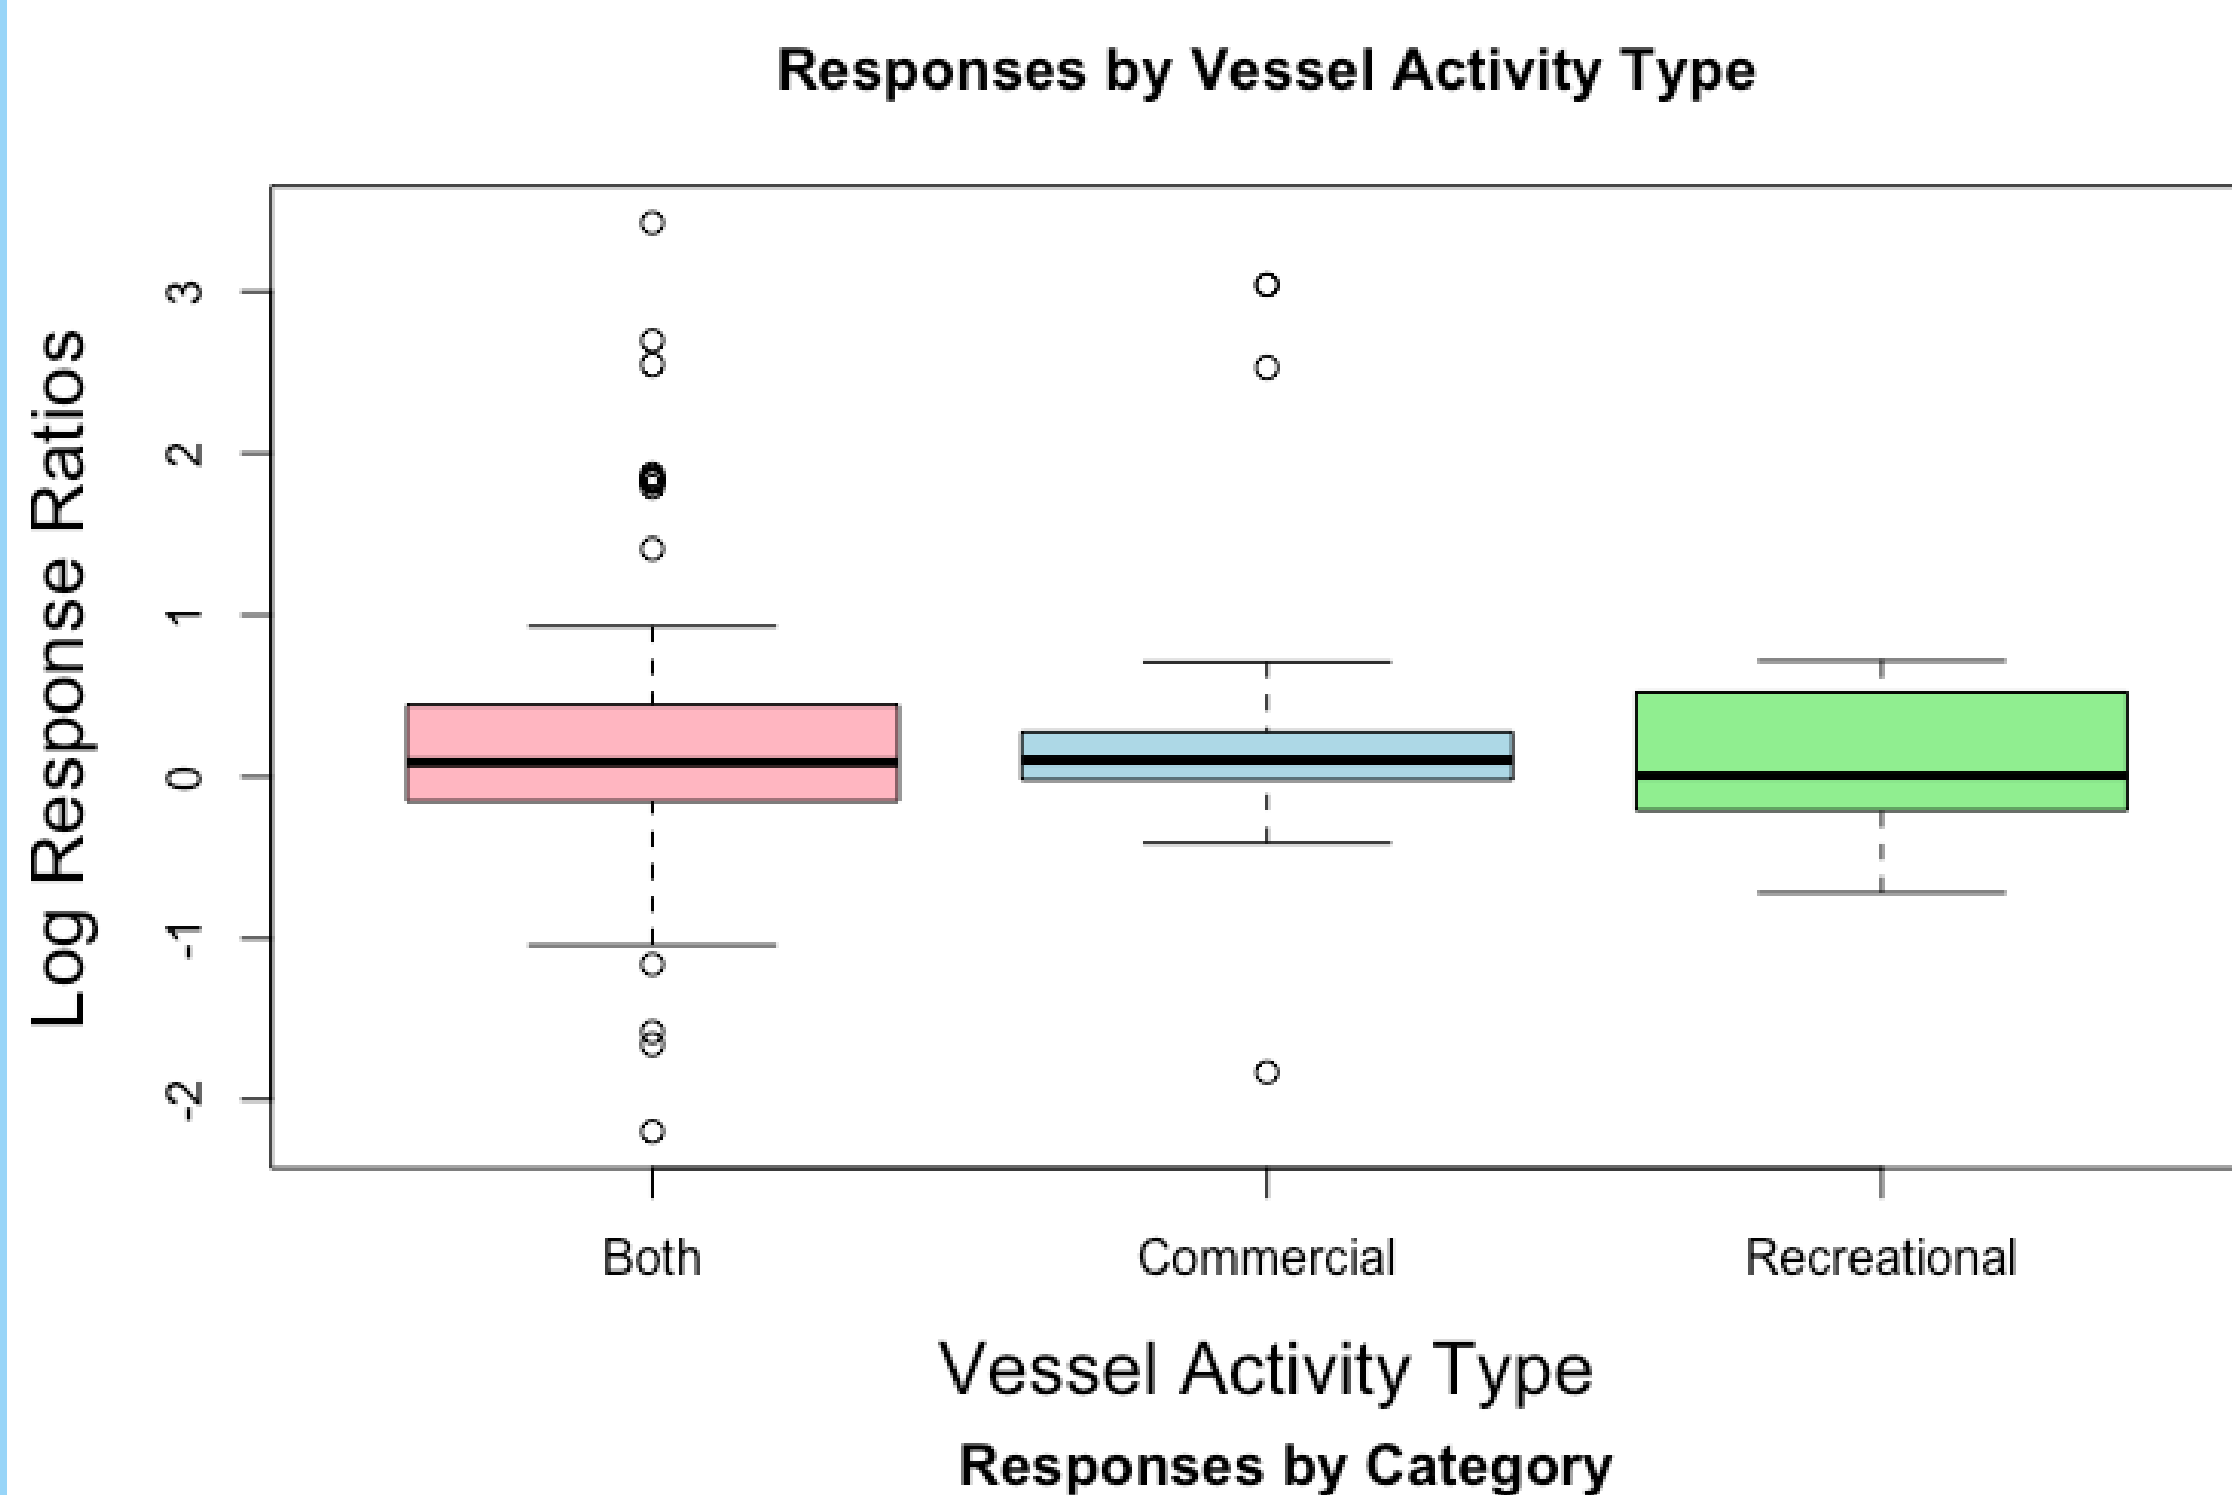 Responses by Vessel Activity Type
Log Response Ratios
3
2
1
0
-1
-2
Both Commercial Recreational
Vessel Activity Type
Responses by Category